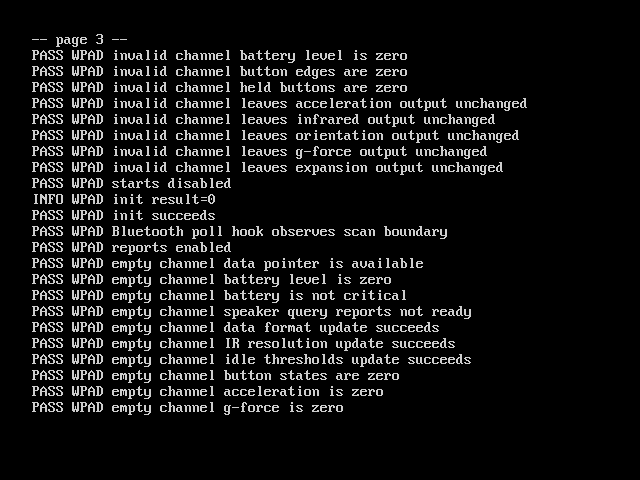 -- page 3 --
PASS WPAD invalid channel battery level is zero
PASS WPAD invalid channel button edges are zero
PASS WPAD invalid channel held buttons are zero
PASS WPAD invalid channel leaves acceleration output unchanged
PASS WPAD invalid channel leaves infrared output unchanged
PASS WPAD invalid channel leaves orientation output unchanged
PASS WPAD invalid channel leaves g-force output unchanged
PASS WPAD invalid channel leaves expansion output unchanged
PASS WPAD starts disabled
INFO WPAD init result=0
PASS WPAD init succeeds
PASS WPAD Bluetooth poll hook observes scan boundary
PASS WPAD reports enabled
PASS WPAD empty channel data pointer is available
PASS WPAD empty channel battery level is zero
PASS WPAD empty channel battery is not critical
PASS WPAD empty channel speaker query reports not ready
PASS WPAD empty channel data format update succeeds
PASS WPAD empty channel IR resolution update succeeds
PASS WPAD empty channel idle thresholds update succeeds
PASS WPAD empty channel button states are zero
PASS WPAD empty channel acceleration is zero
PASS WPAD empty channel g-force is zero